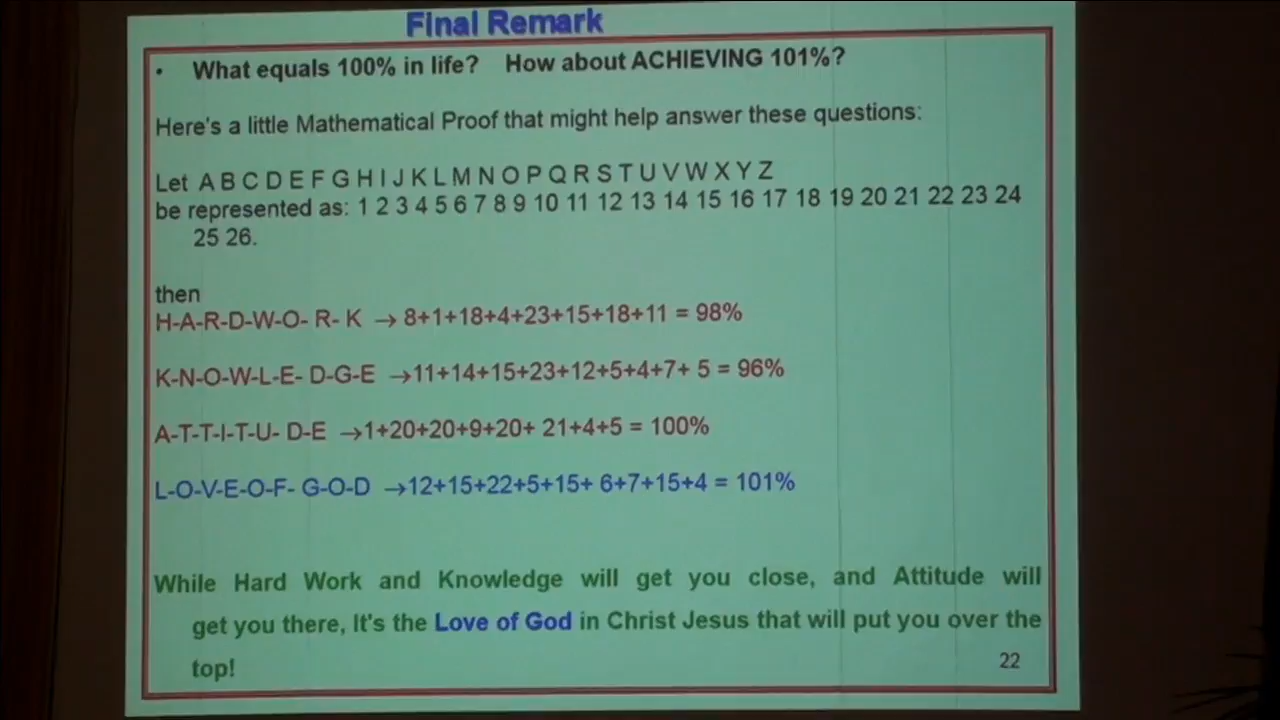 Final Remark
• What equals 100% in life? How about ACHIEVING 101%?
Here's a little Mathematical Proof that might help answer these questions:
Let A B C D E F G H I J K L M N O P Q R S T U V W X Y Z
be represented as: 1 2 3 4 5 6 7 8 9 10 11 12 13 14 15 16 17 18 19 20 21 22 23 24
25 26.
then
H-A-R-D-W-O- R- K → 8+1+18+4+23+15+18+11 = 98%
K-N-O-W-L-E- D-G-E →11+14+15+23+12+5+4+7+ 5 = 96%
A-T-T-I-T-U- D-E →1+20+20+9+20+ 21+4+5 = 100%
L-O-V-E-O-F- G-O-D →12+15+22+5+15+ 6+7+15+4 = 101%
While Hard Work and Knowledge will get you close, and Attitude will
get you there, It's the Love of God in Christ Jesus that will put you over the
top!
22